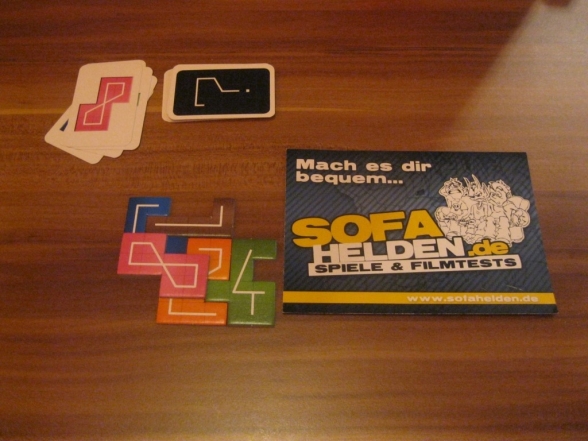 Mach es dir
bequem...
SOFA
HELDEN.de
SPIELE & FILMTESTS
www.sofahelden.de